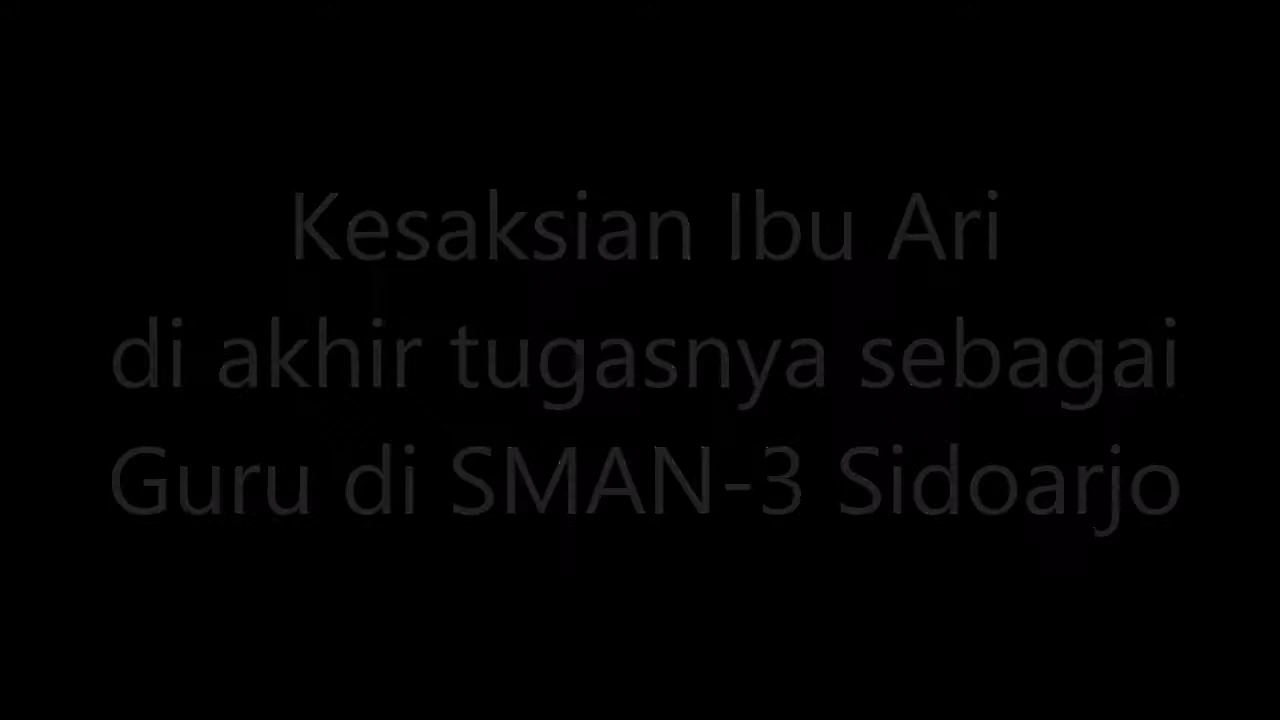 Kesaksian Ibu Ari
di akhir tugasnya sebagai
Guru di SMAN-3 Sidoarjo